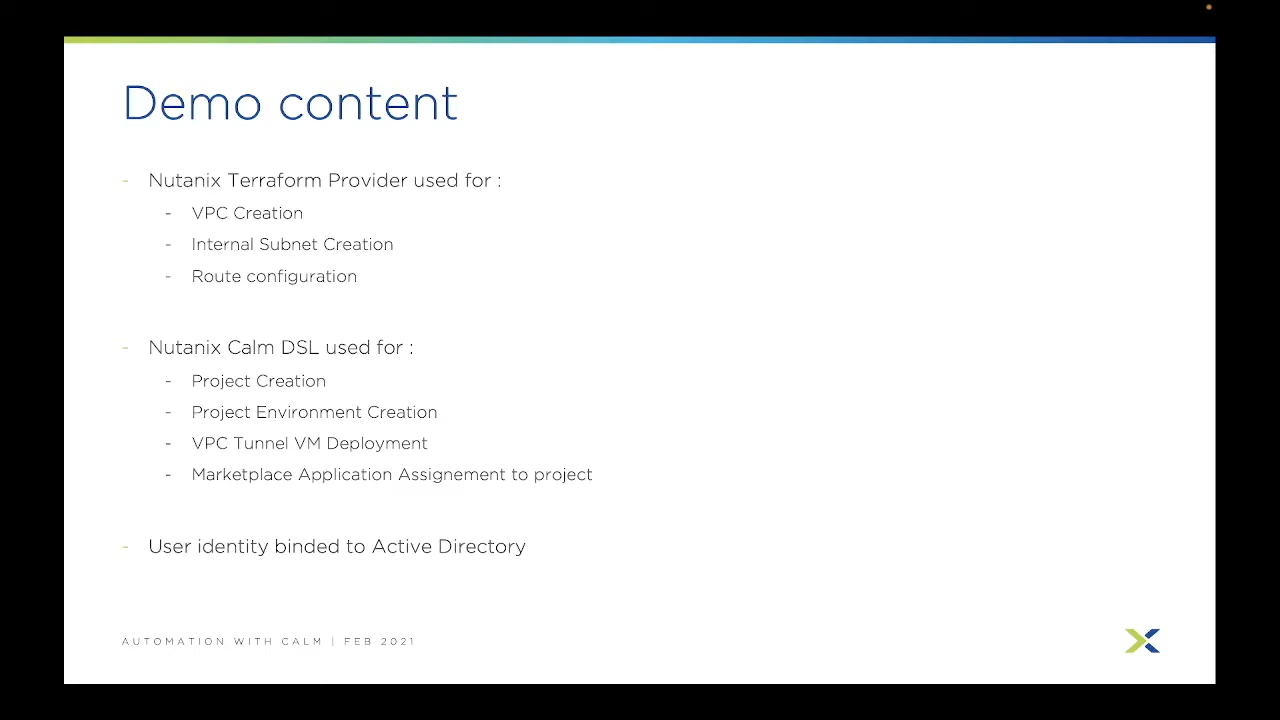 Demo content
- Nutanix Terraform Provider used for :
- VPC Creation
- Internal Subnet Creation
- Route configuration
- Nutanix Calm DSL used for :
- Project Creation
- Project Environment Creation
- VPC Tunnel VM Deployment
- Marketplace Application Assignement to project
- User identity binded to Active Directory
AUTOMATION WITH CALM | FEB 2021